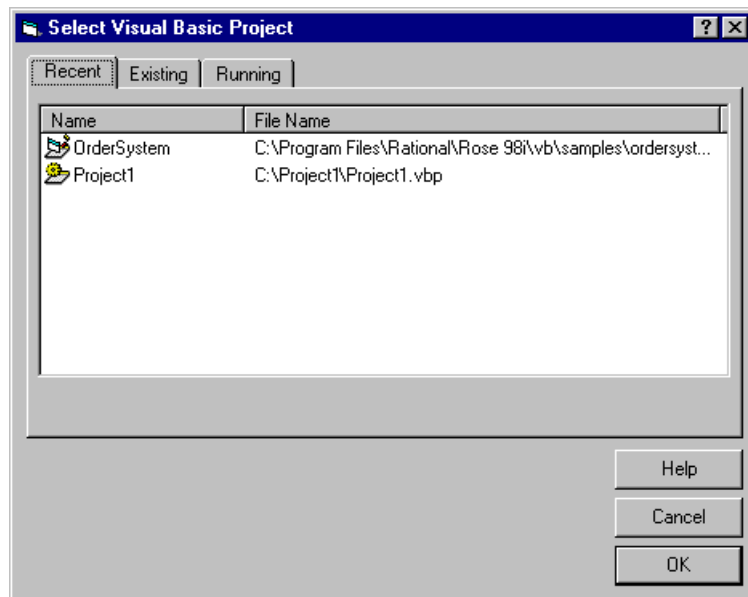 Select Visual Basic Project
Recent Existing Running
Name File Name
OrderSystem C:\Program Files\Rational\Rose 98i\vb\samples\ordersyst...
Project1 C:\Project1\Project1.vbp
Help
Cancel
OK